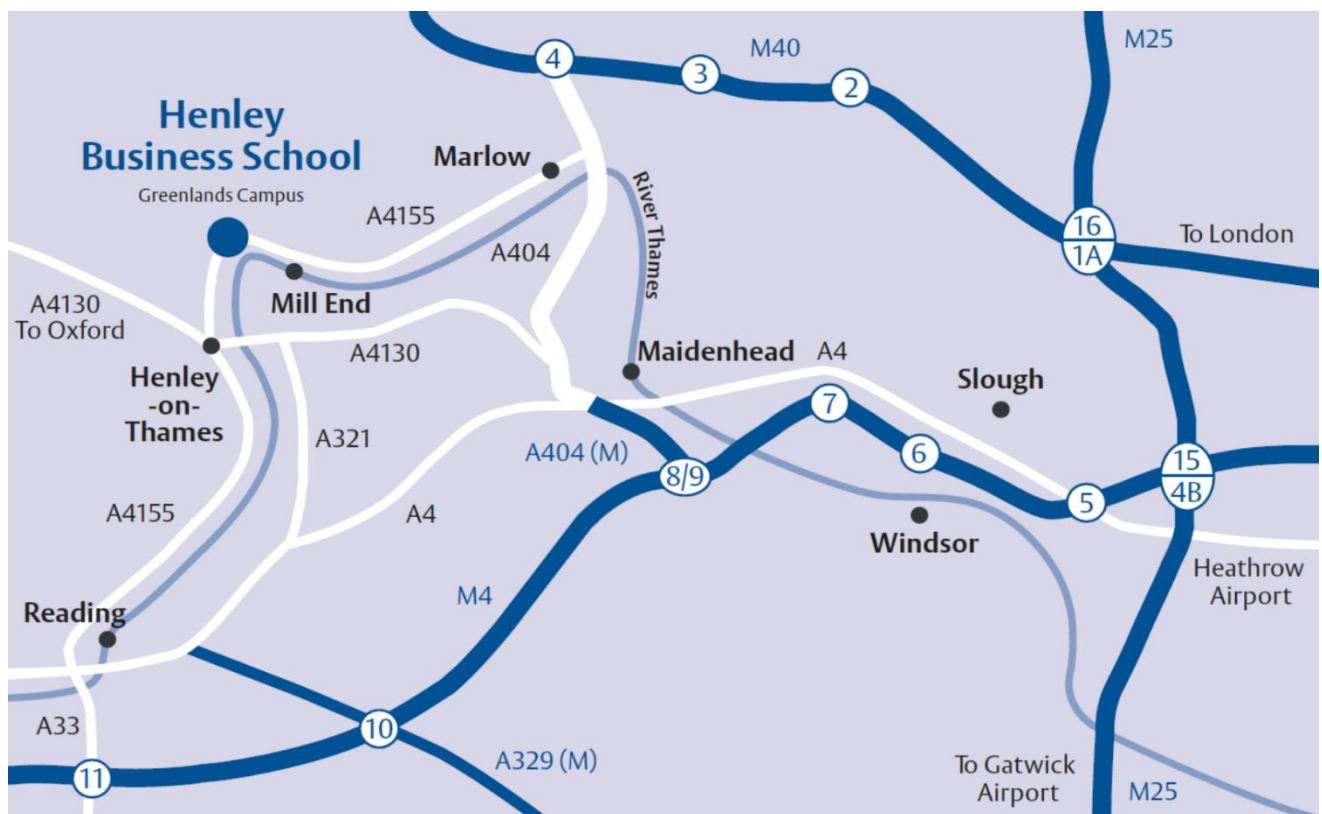 M40
M25
4
3
2
Henley
Business School
Greenlands Campus
Marlow
A4155
River Thames
A404
16
1A
To London
Mill End
A4130
To Oxford
A4130
Maidenhead
A4
Henley
-on-
Thames
Slough
7
A321
A404 (M)
6
15
4B
8/9
5
A4155
A4
Windsor
Heathrow
Airport
M4
Reading
A33
10
A329 (M)
11
To Gatwick
Airport
M25